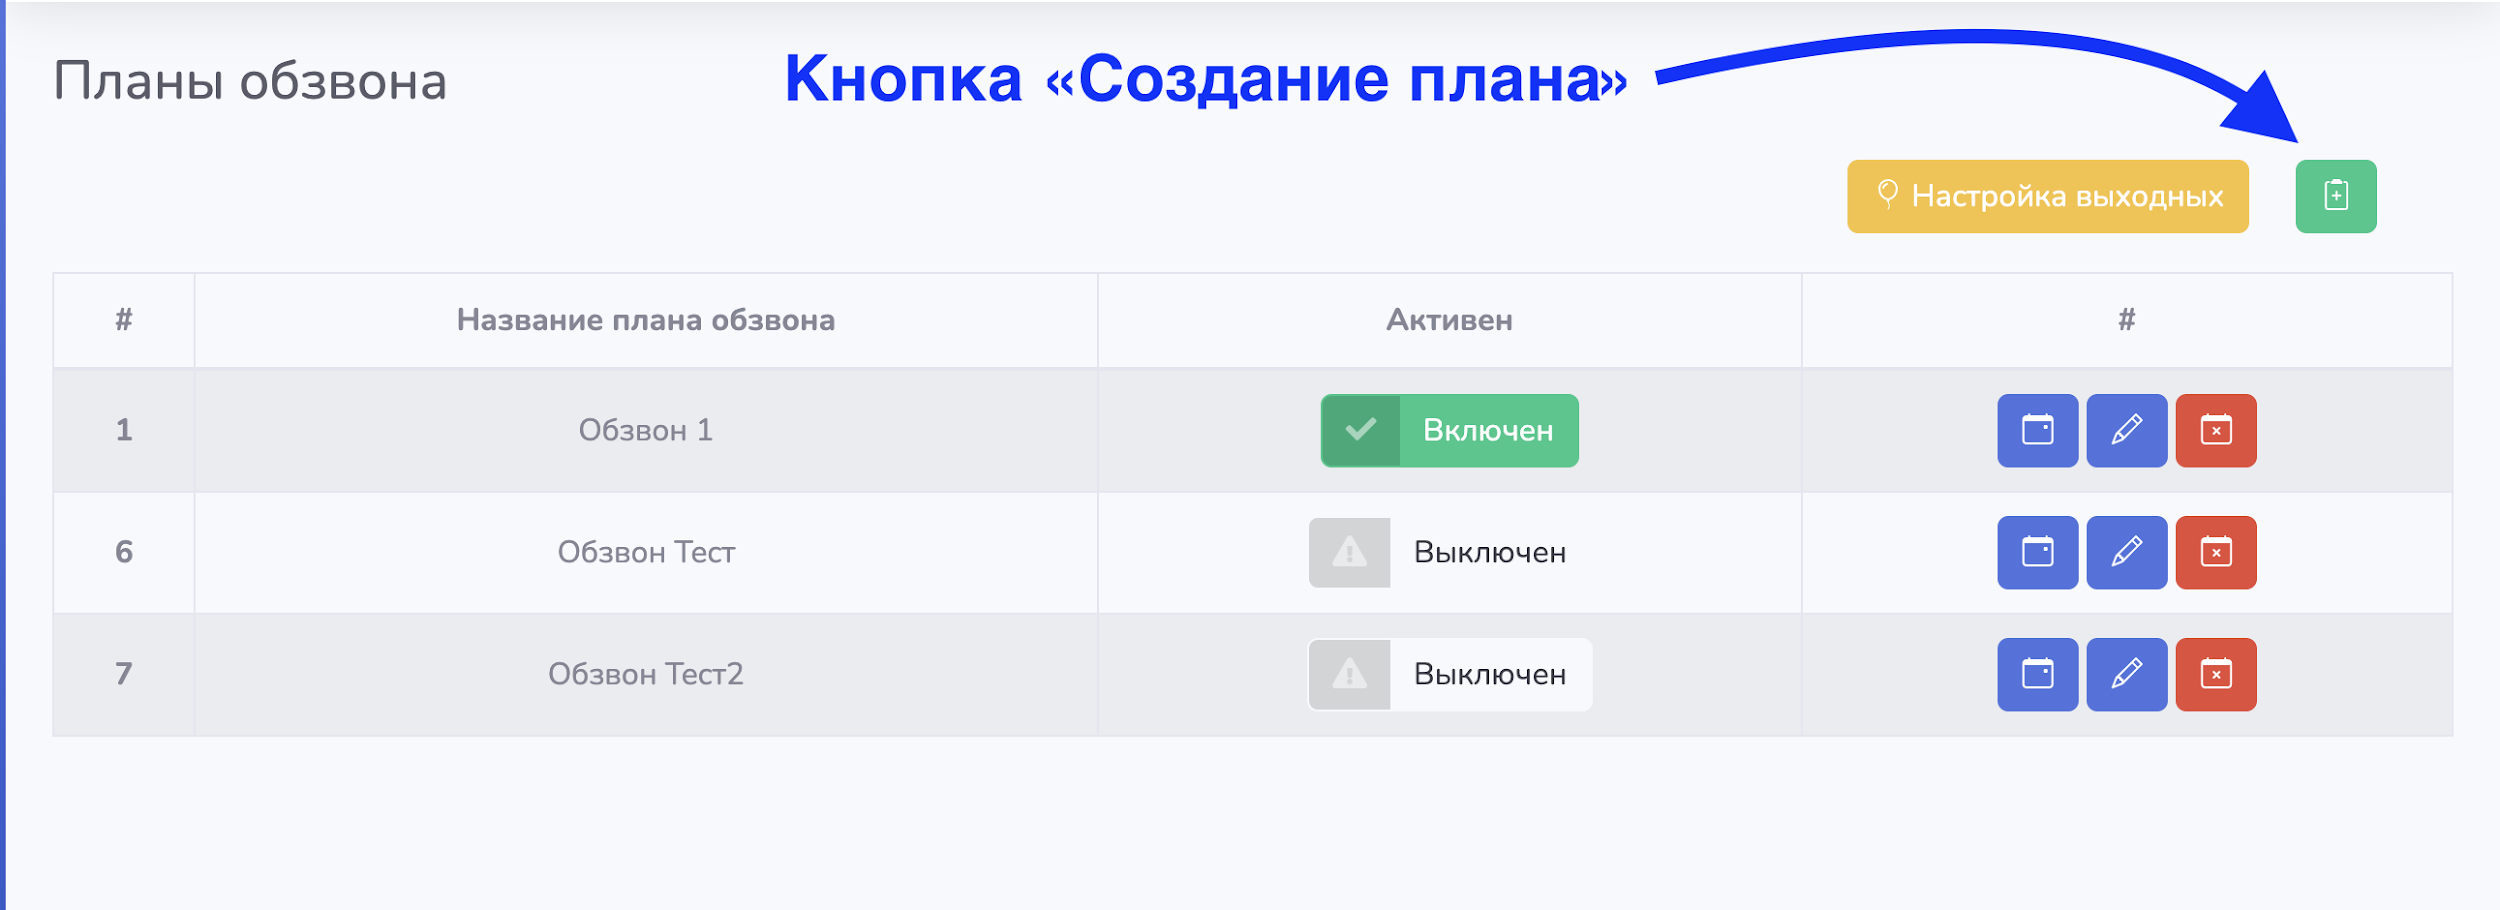 Планы обзвона
Кнопка «Создание плана»
Настройка выходных
# Название плана обзвона Активен #
1 Обзвон 1 Включен
6 Обзвон Тест Выключен
7 Обзвон Тест2 Выключен